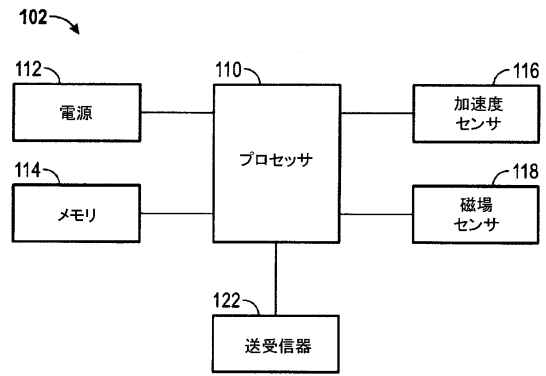 102
112
電源
110
プロセッサ
116
加速度
センサ
114
メモリ
118
磁場
センサ
122
送受信器